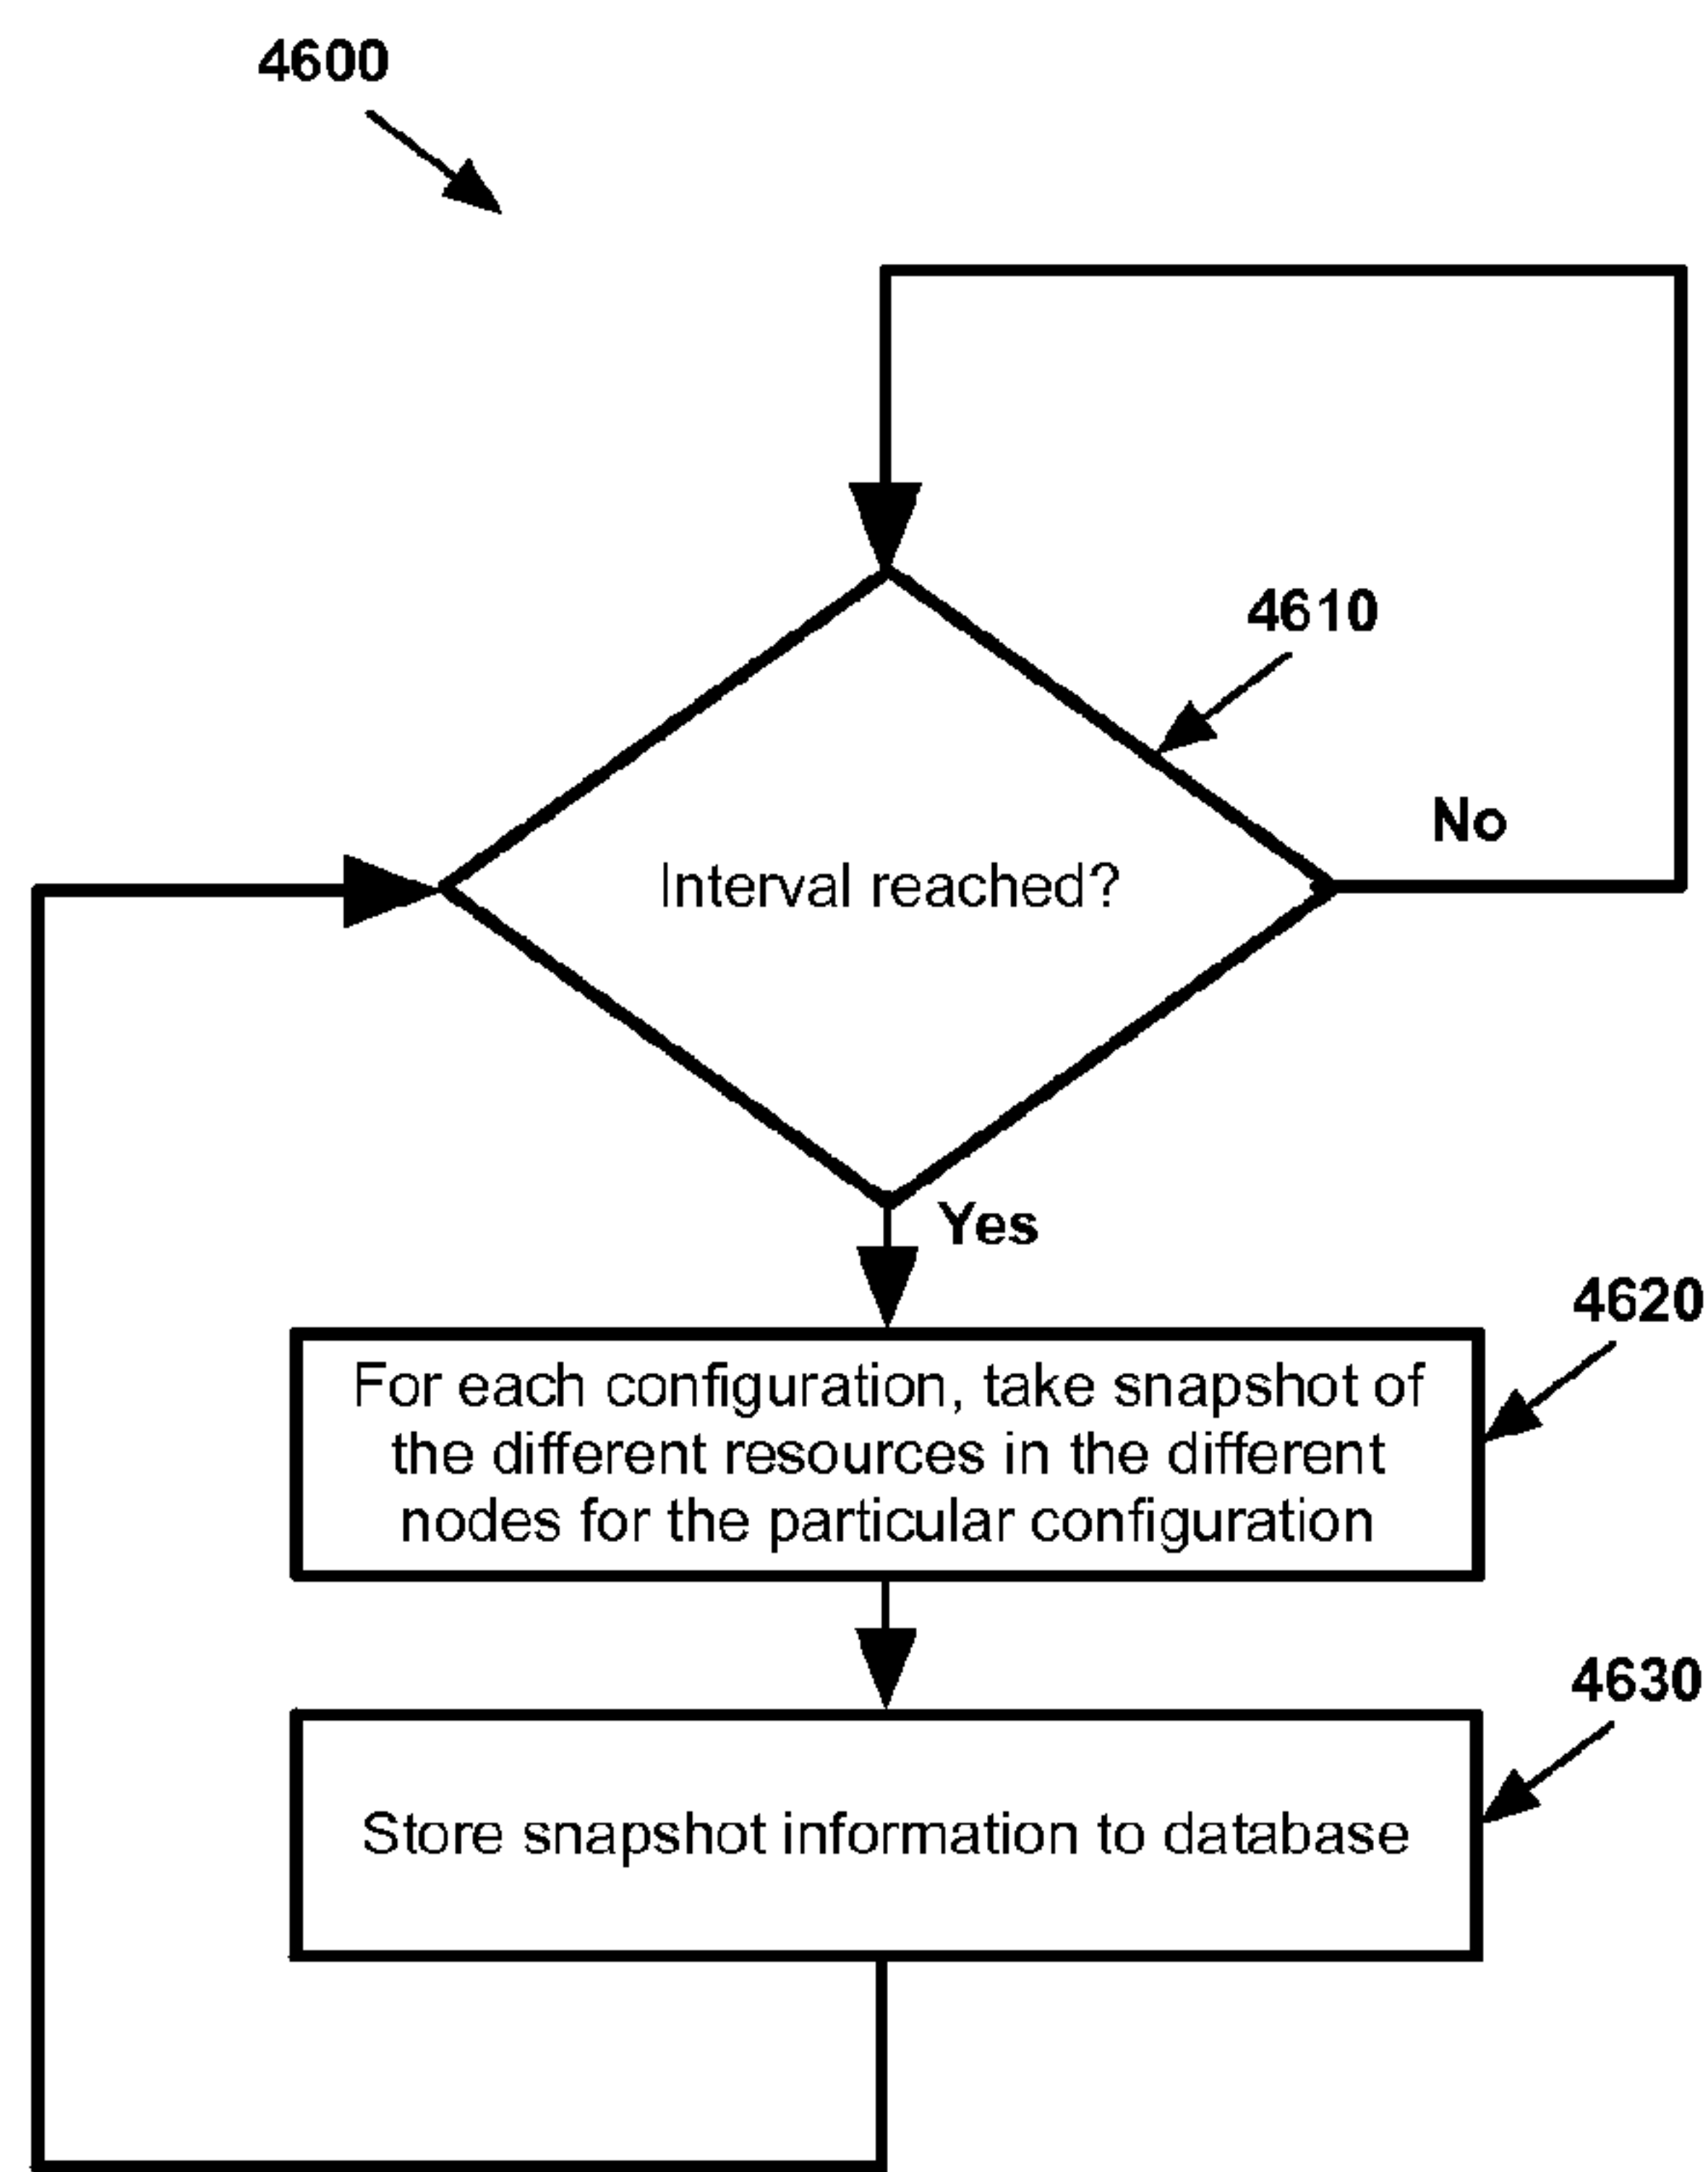 4600
4610
No
Interval reached?
Yes
4620
For each configuration, take snapshot of
the different resources in the different
nodes for the particular configuration
4630
Store snapshot information to database